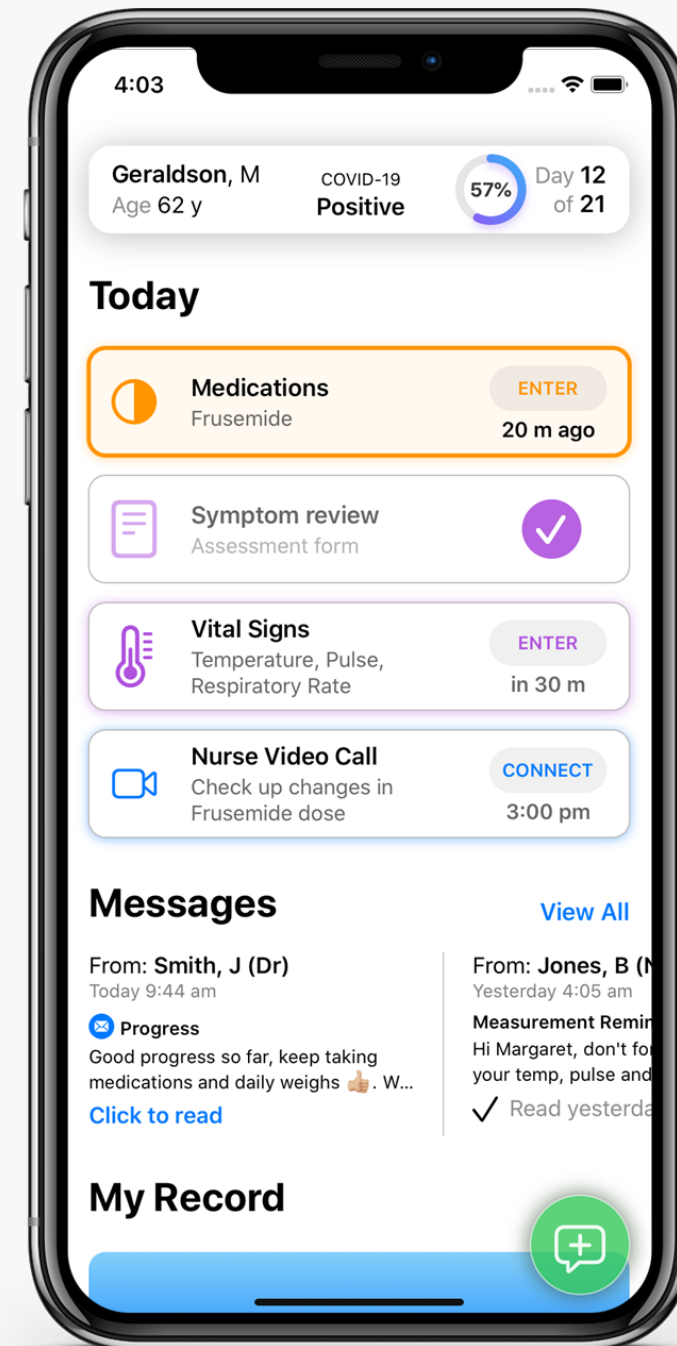 4:03
Geraldson, M
Age 62 y
COVID-19
Positive
57%
Day 12
of 21
Today
Medications
Frusemide
ENTER
20 m ago
Symptom review
Assessment form
Vital Signs
Temperature, Pulse,
Respiratory Rate
ENTER
in 30 m
Nurse Video Call
Check up changes in
Frusemide dose
CONNECT
3:00 pm
Messages
View All
From: Smith, J (Dr)
Today 9:44 am
Progress
Good progress so far, keep taking
medications and daily weighs 👍🏼. W...
Click to read
From: Jones, B (N
Yesterday 4:05 am
Measurement Remin
Hi Margaret, don't fo
your temp, pulse and
Read yesterda
My Record